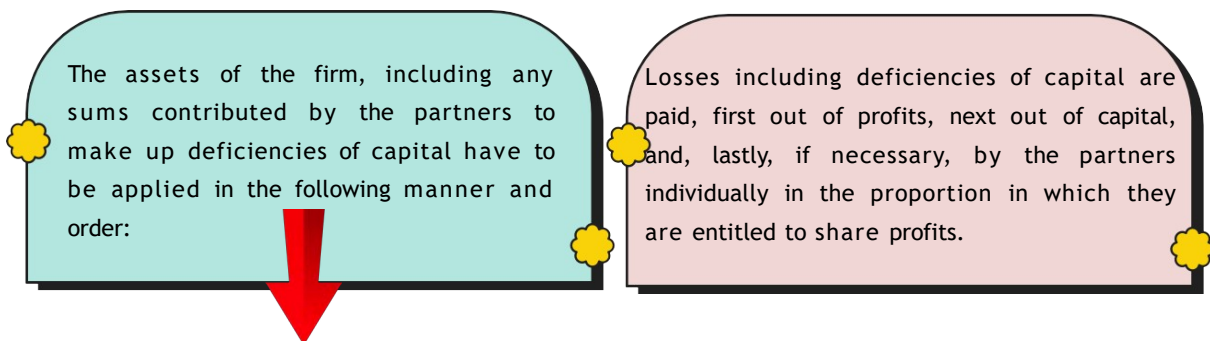 The assets of the firm, including any
sums contributed by the partners to
make up deficiencies of capital have to
be applied in the following manner and
order:
Losses including deficiencies of capital are
paid, first out of profits, next out of capital,
and, lastly, if necessary, by the partners
individually in the proportion in which they
are entitled to share profits.